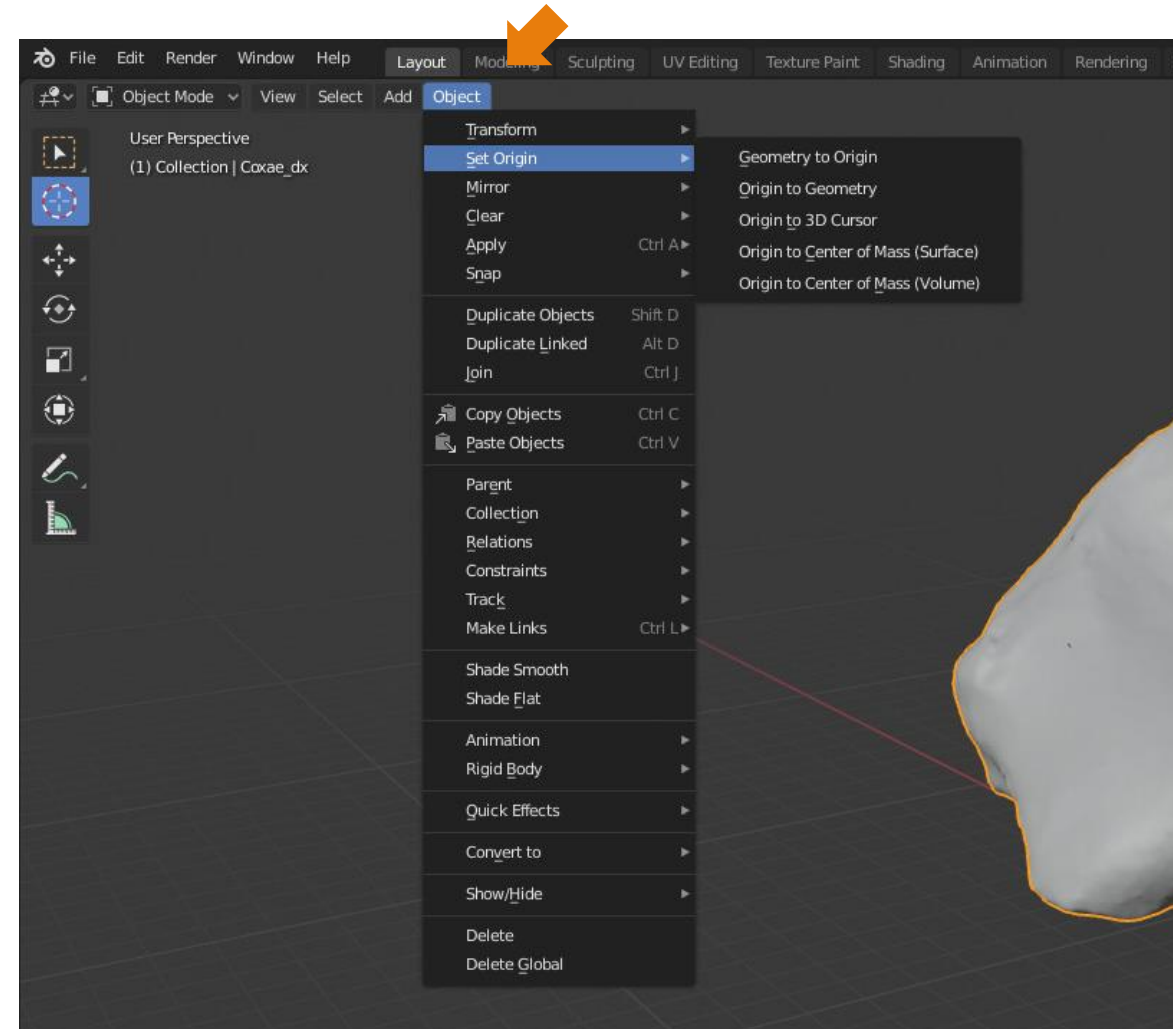 File Edit Render Window Help Layout Modeling Sculpting UV Editing Texture Paint Shading Animation Rendering
Object Mode View Select Add Object
User Perspective
(1) Collection | Coxae_dx
Transform
Set Origin
Mirror
Clear
Apply Ctrl A
Snap
Duplicate Objects Shift D
Duplicate Linked Alt D
Join Ctrl J
Copy Objects Ctrl C
Paste Objects Ctrl V
Parent
Collection
Relations
Constraints
Track
Make Links Ctrl L
Shade Smooth
Shade Flat
Animation
Rigid Body
Quick Effects
Convert to
Show/Hide
Delete
Delete Global
Geometry to Origin
Origin to Geometry
Origin to 3D Cursor
Origin to Center of Mass (Surface)
Origin to Center of Mass (Volume)